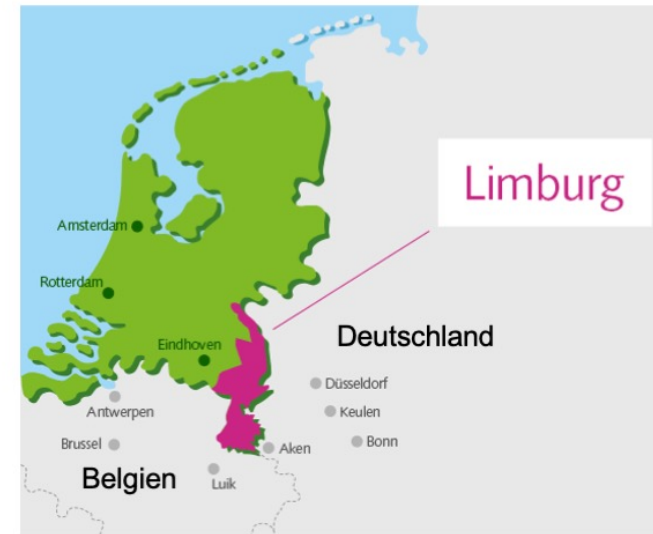 Limburg
Amsterdam
Rotterdam
Eindhoven
Deutschland
Düsseldorf
Antwerpen
Keulen
Brussel
Aken
Bonn
Belgien
Luik